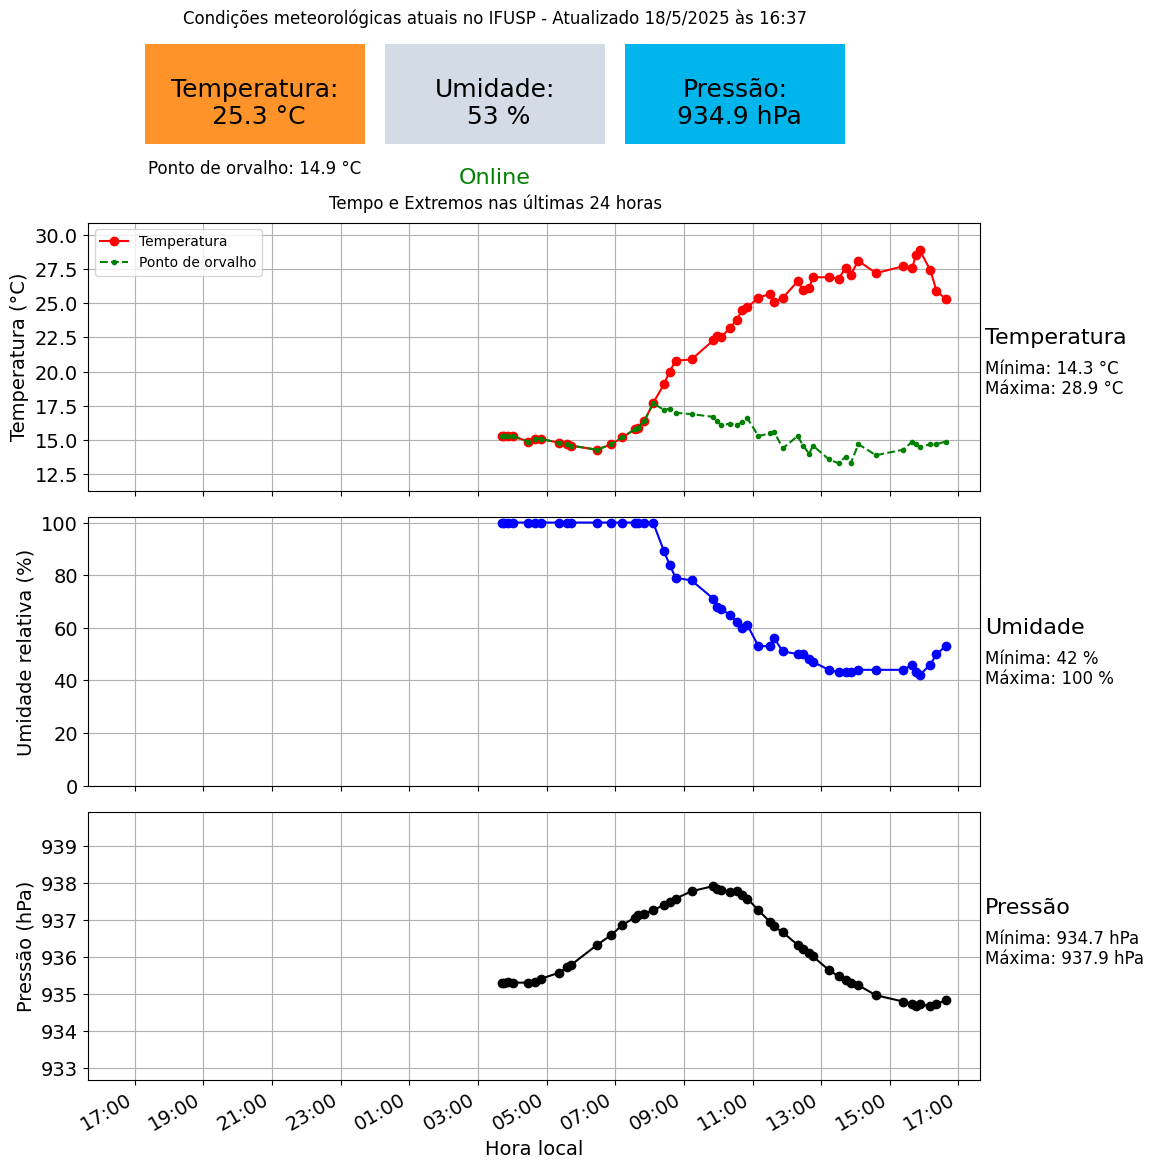 Condições meteorológicas atuais no IFUSP - Atualizado 18/5/2025 às 16:37
Temperatura:
25.3 °C
Umidade:
53 %
Pressão:
934.9 hPa
Ponto de orvalho: 14.9 °C
Online
Tempo e Extremos nas últimas 24 horas
Temperatura
Ponto de orvalho
Temperatura (°C)
30.0
27.5
25.0
22.5
20.0
17.5
15.0
12.5
Temperatura
Mínima: 14.3 °C
Máxima: 28.9 °C
Umidade relativa (%)
100
80
60
40
20
0
Umidade
Mínima: 42 %
Máxima: 100 %
Pressão (hPa)
939
938
937
936
935
934
933
Pressão
Mínima: 934.7 hPa
Máxima: 937.9 hPa
17:00 19:00 21:00 23:00 01:00 03:00 05:00 07:00 09:00 11:00 13:00 15:00 17:00
Hora local